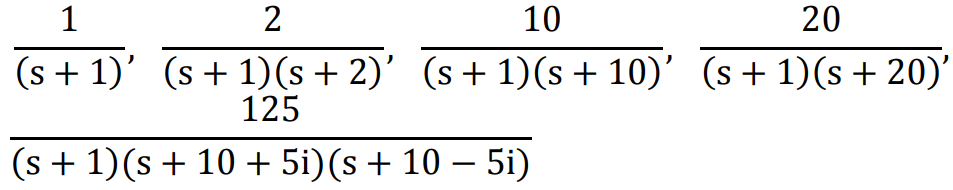 1 2 10 20
(s + 1)’ (s + 1)(s + 2)’ (s + 1)(s + 10)’ (s + 1)(s + 20)’
125
(s + 1)(s + 10 + 5i)(s + 10 − 5i)